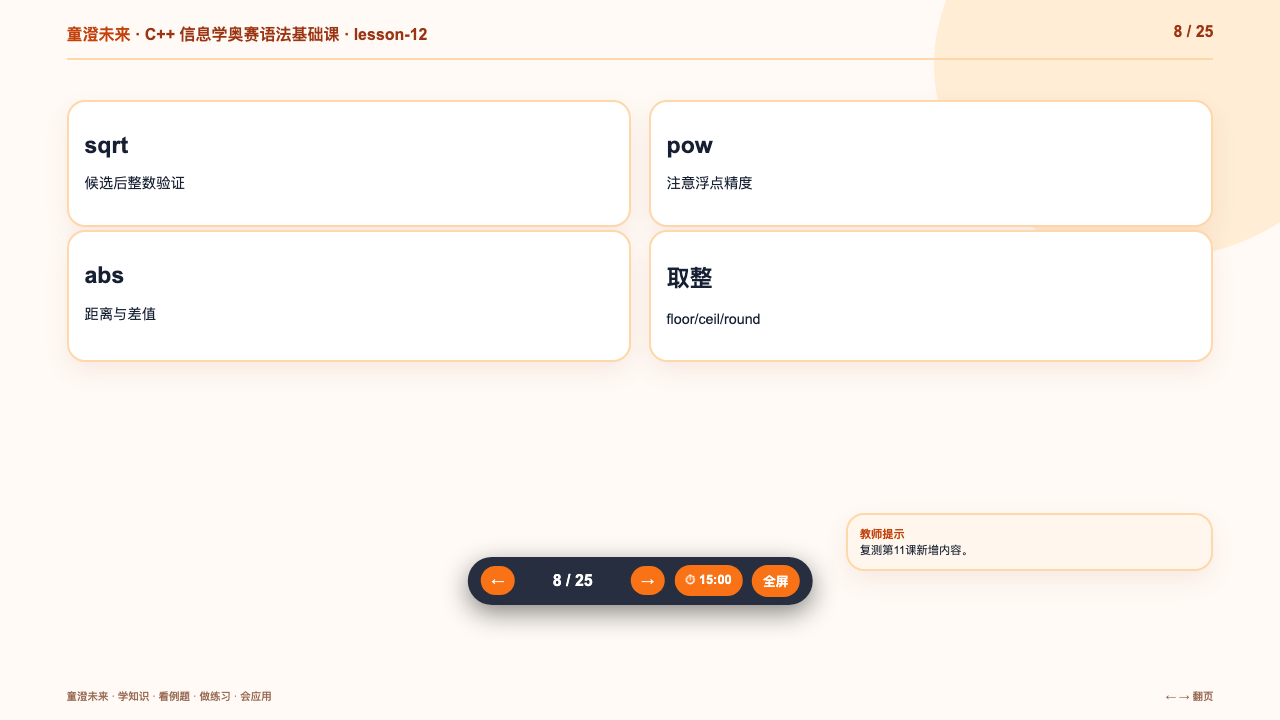 童澄未来 · C++ 信息学奥赛语法基础课 · lesson-12
8 / 25
sqrt
候选后整数验证
pow
注意浮点精度
abs
距离与差值
取整
floor/ceil/round
教师提示
复测第11课新增内容。
← 8 / 25 → ⏱ 15:00 全屏
童澄未来 · 学知识 · 看例题 · 做练习 · 会应用
←→ 翻页